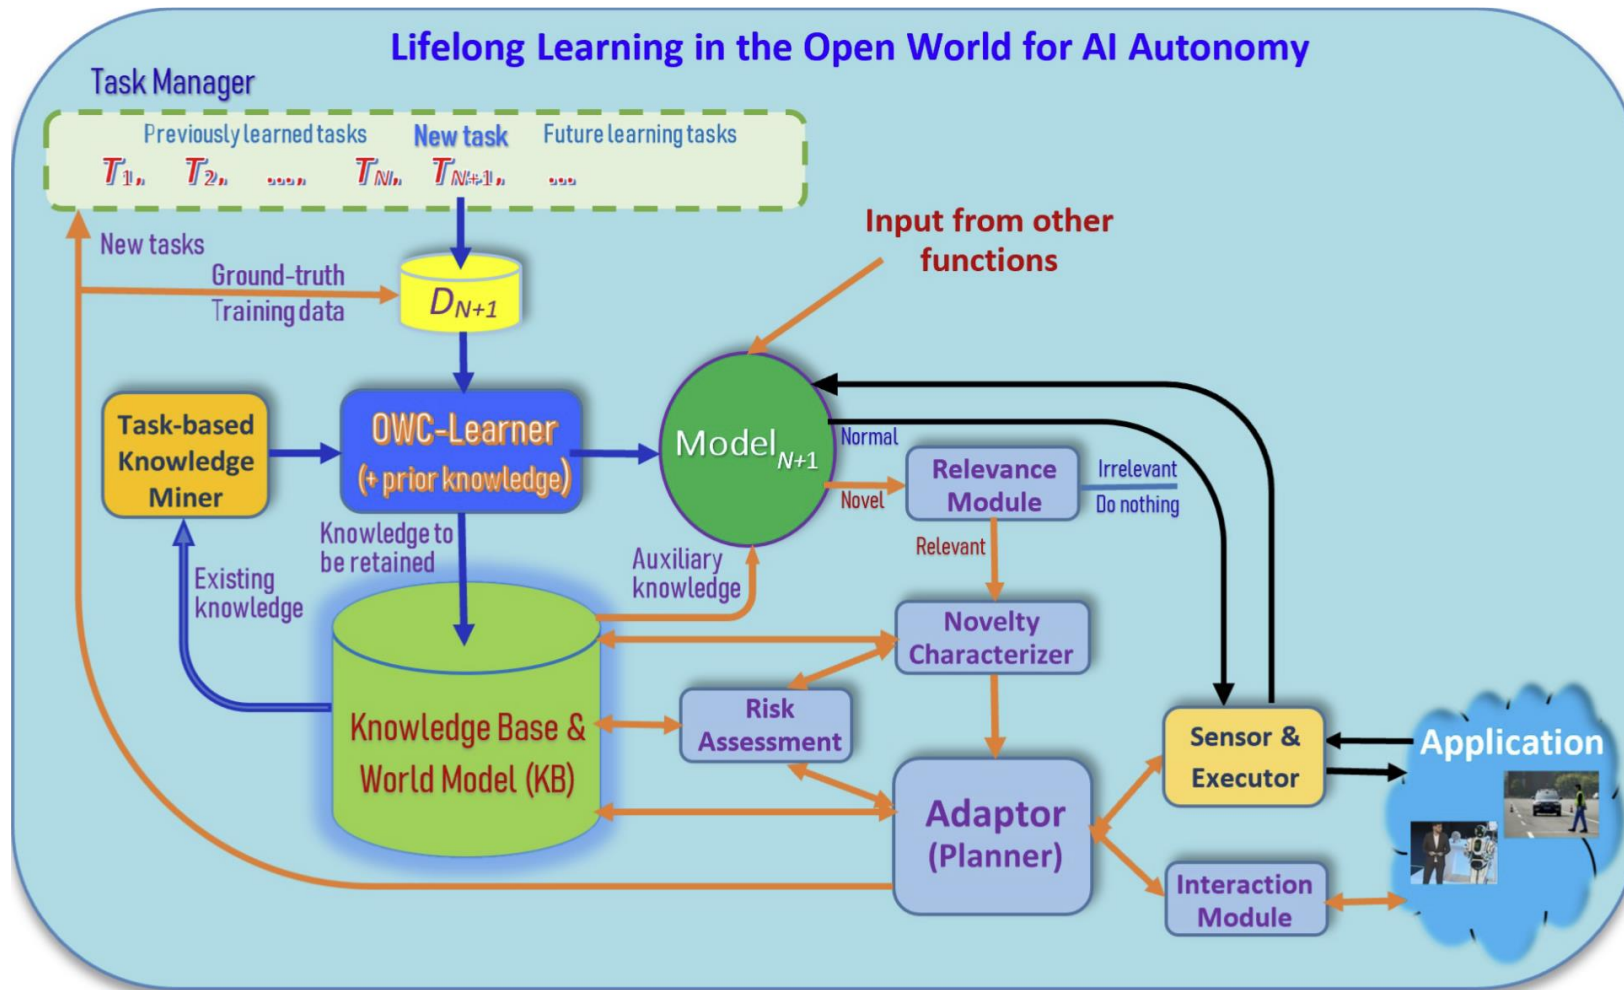 Lifelong Learning in the Open World for AI Autonomy
Task Manager
Previously learned tasks
New task
Future learning tasks
T1, T2, ..., TN, TN+1, ...
New tasks
Ground-truth
Training data
DN+1
Input from other
functions
Task-based
Knowledge
Miner
OWC-Learner
(+ prior knowledge)
ModelN+1
Normal
Novel
Relevance
Module
Irrelevant
Do nothing
Relevant
Knowledge to
be retained
Auxiliary
knowledge
Existing
knowledge
Novelty
Characterizer
Risk
Assessment
Knowledge Base &
World Model (KB)
Adaptor
(Planner)
Sensor &
Executor
Application
Interaction
Module